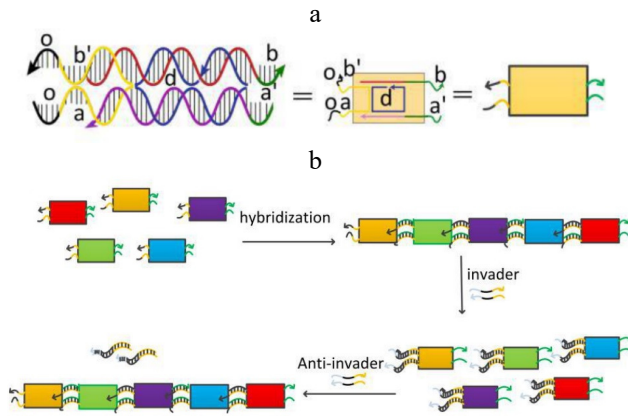 a
o b' b
d
o a a'
= o b' b =
d
o a a'
b
hybridization
invader
Anti-invader